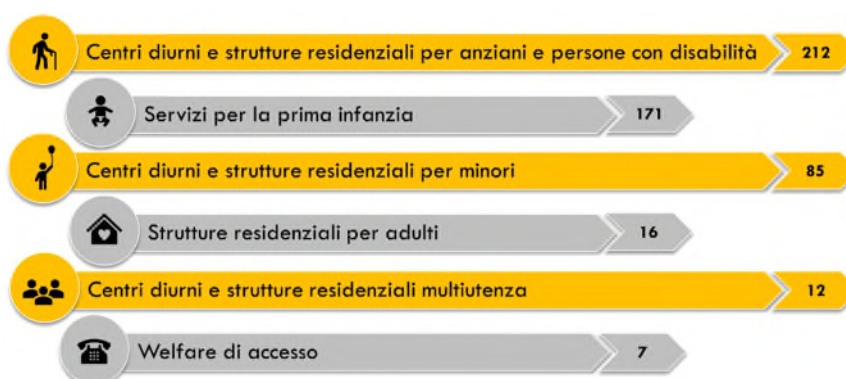 Centri diurni e strutture residenziali per anziani e persone con disabilità 212
Servizi per la prima infanzia 171
Centri diurni e strutture residenziali per minori 85
Strutture residenziali per adulti 16
Centri diurni e strutture residenziali multiutenza 12
Welfare di accesso 7